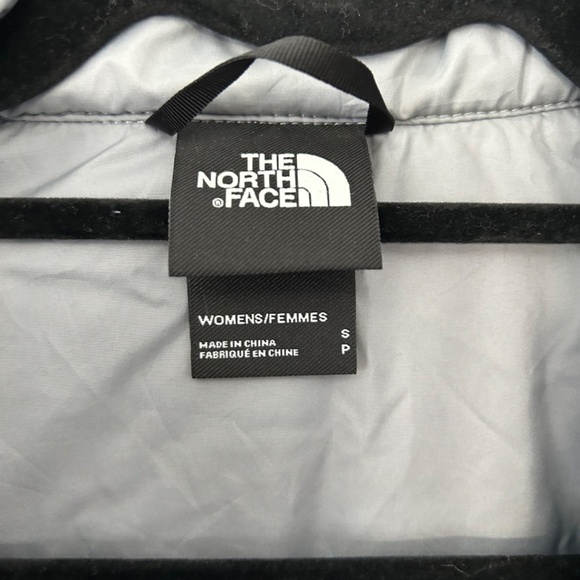 THE
NORTH
FACE
WOMENS/FEMMES
S
MADE IN CHINA
P
FABRIQUÉ EN CHINE